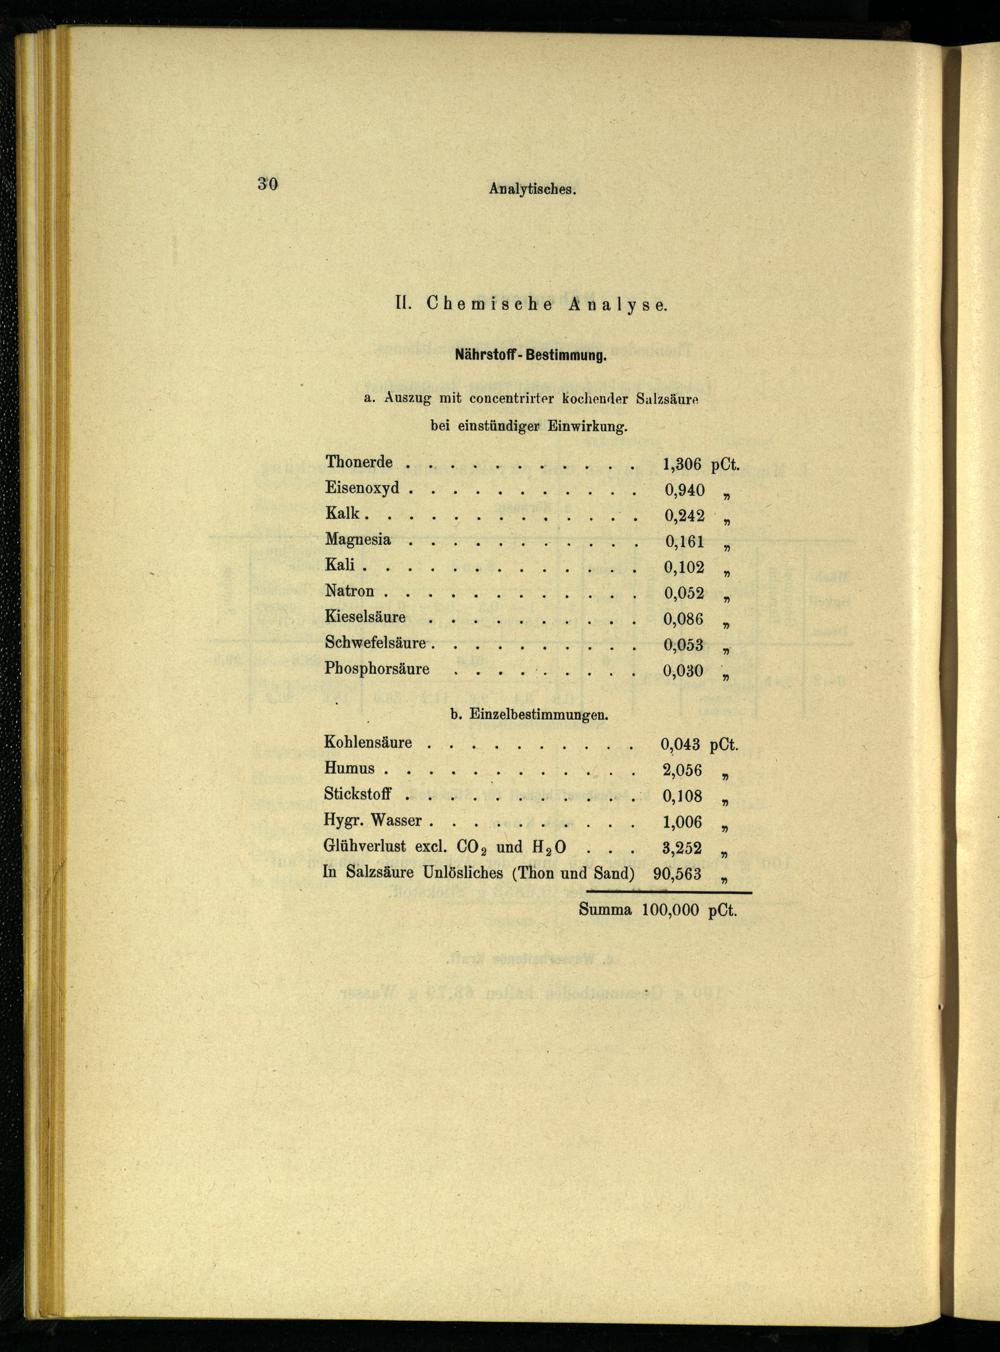 30
Analytisches.
II. Chemische Analyse.
Nährstoff-Bestimmung.
a. Auszug mit concentrirter kochender Salzsäure
bei einstündiger Einwirkung.
Thonerde . . . . . . . . . . . 1,306 pCt.
Eisenoxyd . . . . . . . . . . . 0,940 „
Kalk . . . . . . . . . . . . . 0,242 „
Magnesia . . . . . . . . . . . 0,161 „
Kali . . . . . . . . . . . . . 0,102 „
Natron . . . . . . . . . . . . 0,052 „
Kieselsäure . . . . . . . . . . 0,086 „
Schwefelsäure . . . . . . . . . . 0,053 „
Phosphorsäure . . . . . . . . . 0,030 „
b. Einzelbestimmungen.
Kohlensäure . . . . . . . . . . 0,043 pCt.
Humus . . . . . . . . . . . . 2,056 „
Stickstoff . . . . . . . . . . . 0,108 „
Hygr. Wasser . . . . . . . . . . 1,006 „
Glühverlust excl. CO₂ und H₂O . . . 3,252 „
In Salzsäure Unlösliches (Thon und Sand) 90,563 „
Summa 100,000 pCt.